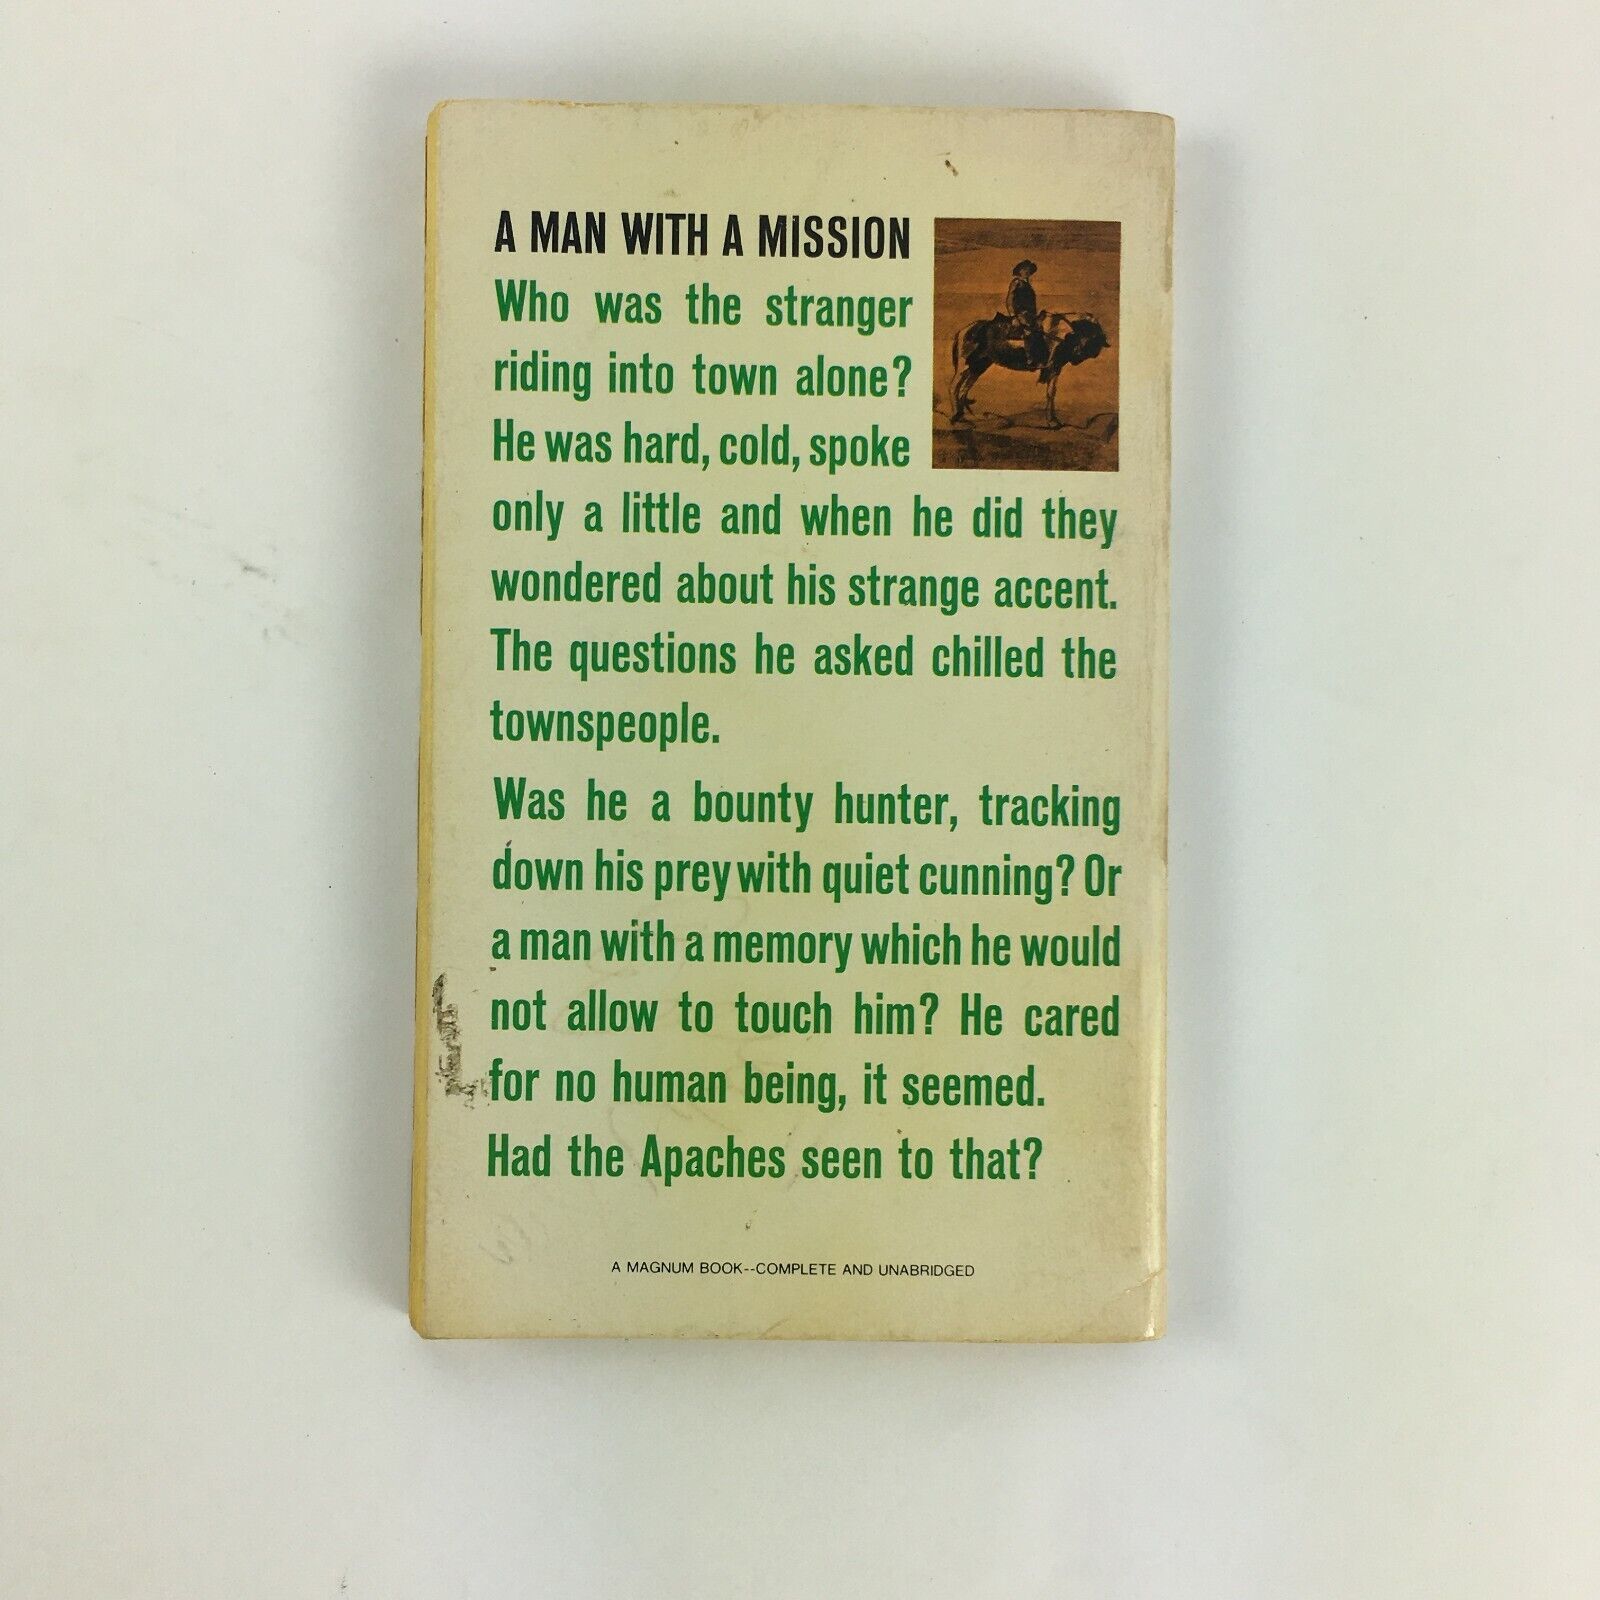 A MAN WITH A MISSION
Who was the stranger
riding into town alone?
He was hard, cold, spoke
only a little and when he did they
wondered about his strange accent.
The questions he asked chilled the
townspeople.
Was he a bounty hunter, tracking
down his prey with quiet cunning? Or
a man with a memory which he would
not allow to touch him? He cared
for no human being, it seemed.
Had the Apaches seen to that?
A MAGNUM BOOK--COMPLETE AND UNABRIDGED